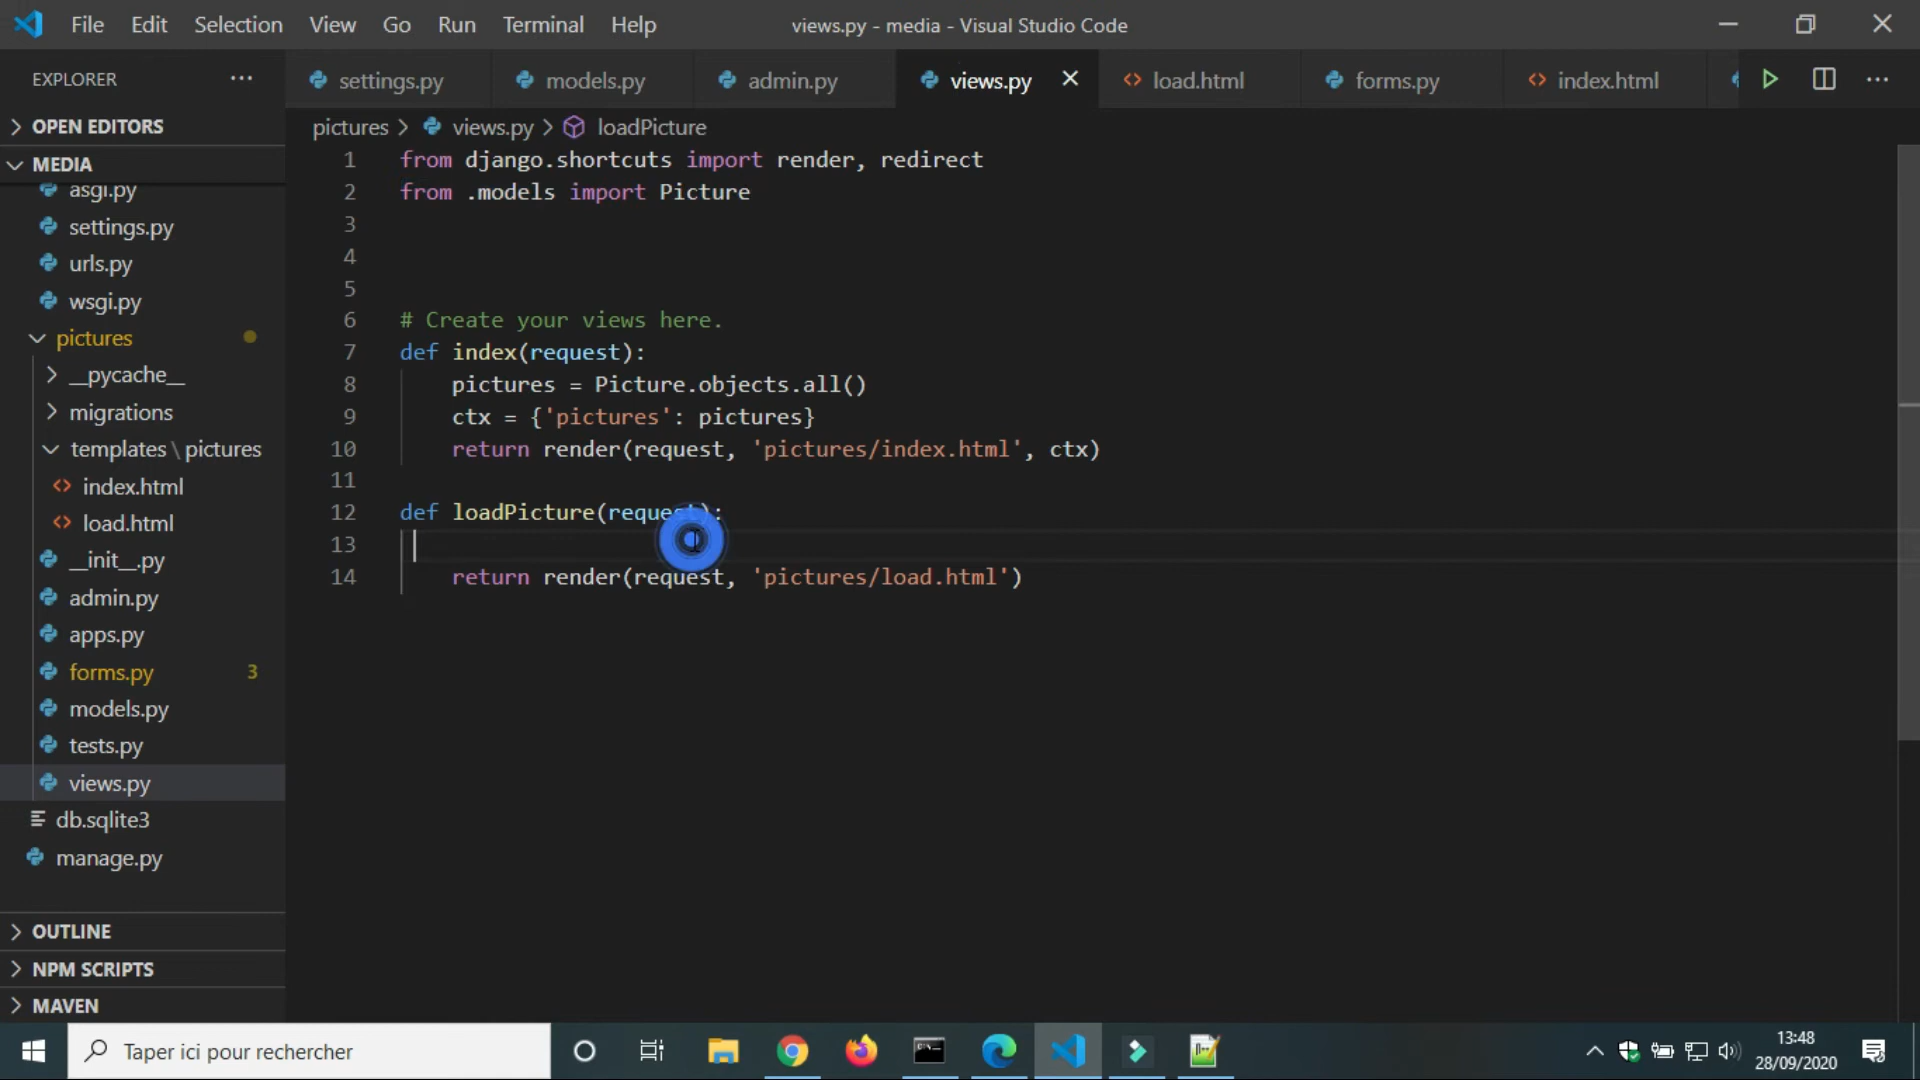 File Edit Selection View Go Run Terminal Help
views.py - media - Visual Studio Code
EXPLORER
settings.py models.py admin.py views.py load.html forms.py index.html
OPEN EDITORS
MEDIA
asgi.py
settings.py
urls.py
wsgi.py
pictures
__pycache__
migrations
templates \ pictures
index.html
load.html
__init__.py
admin.py
apps.py
forms.py 3
models.py
tests.py
views.py
db.sqlite3
manage.py
OUTLINE
NPM SCRIPTS
MAVEN
pictures > views.py > loadPicture
1 from django.shortcuts import render, redirect
2 from .models import Picture
3
4
5
6 # Create your views here.
7 def index(request):
8 pictures = Picture.objects.all()
9 ctx = {'pictures': pictures}
10 return render(request, 'pictures/index.html', ctx)
11
12 def loadPicture(request):
13
14 return render(request, 'pictures/load.html')
Taper ici pour rechercher
13:48
28/09/2020